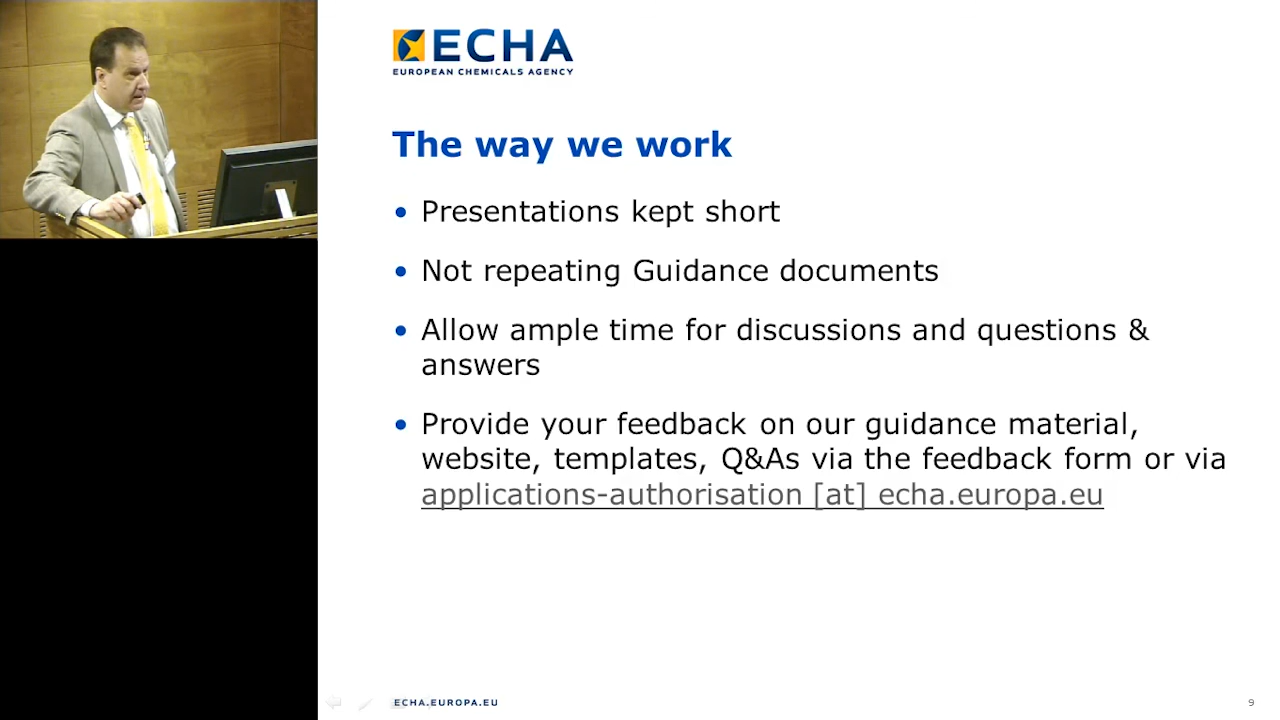 ECHA
EUROPEAN CHEMICALS AGENCY
The way we work
• Presentations kept short
• Not repeating Guidance documents
• Allow ample time for discussions and questions &
answers
• Provide your feedback on our guidance material,
website, templates, Q&As via the feedback form or via
applications-authorisation [at] echa.europa.eu
ECHA.EUROPA.EU
9